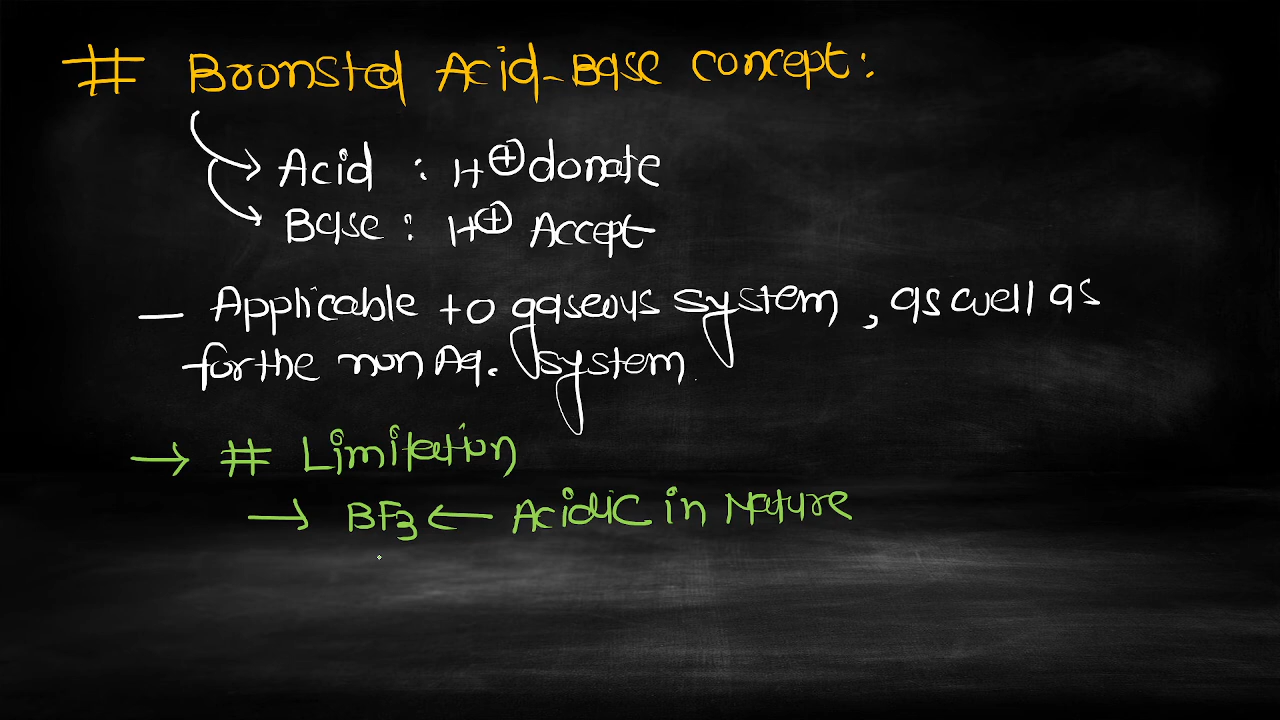 # Bronsted Acid-Base concept:
Acid : H⊕ donate
Base : H⊕ Accept
— Applicable to gaseous system, as well as
for the non Aq. system.
→ # Limitation
→ BF3 ← Acidic in Nature